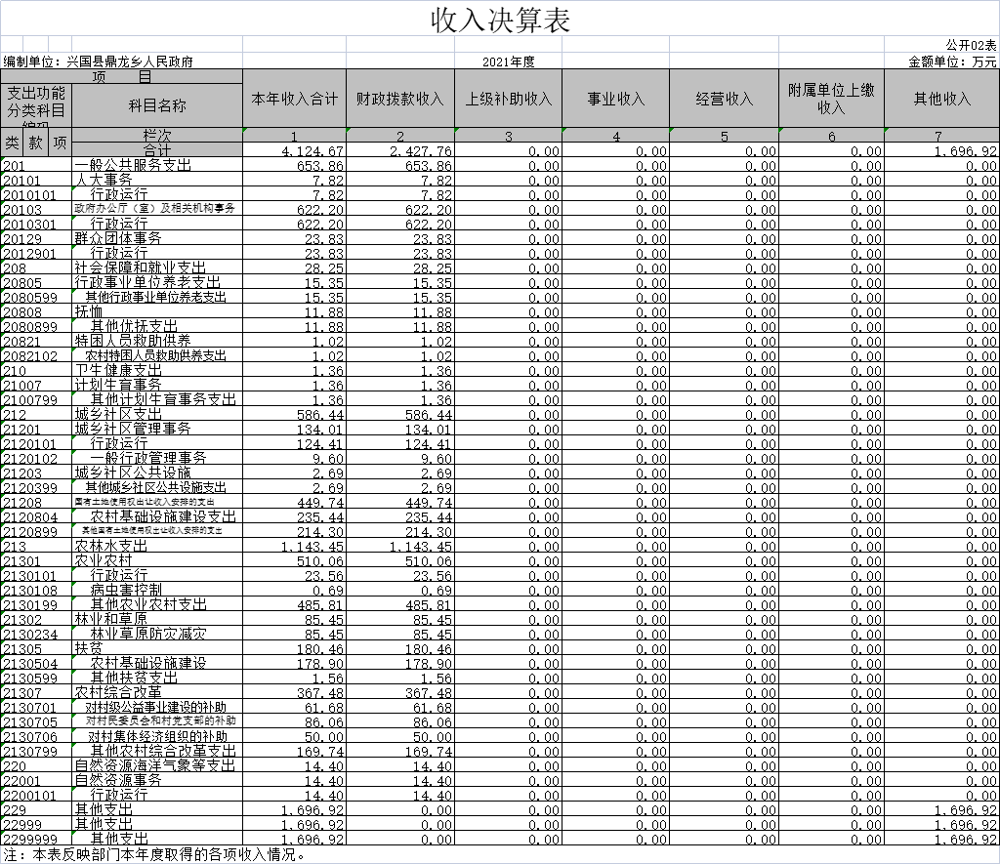 收入决算表
公开02表
编制单位：兴国县鼎龙乡人民政府 2021年度 金额单位：万元
项 目 本年收入合计 财政拨款收入 上级补助收入 事业收入 经营收入 附属单位上缴收入 其他收入
支出功能分类科目编码 科目名称
类 款 项 栏次 1 2 3 4 5 6 7
合计 4,124.67 2,427.76 0.00 0.00 0.00 0.00 1,696.92
201 一般公共服务支出 653.86 653.86 0.00 0.00 0.00 0.00 0.00
20101 人大事务 7.82 7.82 0.00 0.00 0.00 0.00 0.00
2010101 行政运行 7.82 7.82 0.00 0.00 0.00 0.00 0.00
20103 政府办公厅（室）及相关机构事务 622.20 622.20 0.00 0.00 0.00 0.00 0.00
2010301 行政运行 622.20 622.20 0.00 0.00 0.00 0.00 0.00
20129 群众团体事务 23.83 23.83 0.00 0.00 0.00 0.00 0.00
2012901 行政运行 23.83 23.83 0.00 0.00 0.00 0.00 0.00
208 社会保障和就业支出 28.25 28.25 0.00 0.00 0.00 0.00 0.00
20805 行政事业单位养老支出 15.35 15.35 0.00 0.00 0.00 0.00 0.00
2080599 其他行政事业单位养老支出 15.35 15.35 0.00 0.00 0.00 0.00 0.00
20808 抚恤 11.88 11.88 0.00 0.00 0.00 0.00 0.00
2080899 其他优抚支出 11.88 11.88 0.00 0.00 0.00 0.00 0.00
20821 特困人员救助供养 1.02 1.02 0.00 0.00 0.00 0.00 0.00
2082102 农村特困人员救助供养支出 1.02 1.02 0.00 0.00 0.00 0.00 0.00
210 卫生健康支出 1.36 1.36 0.00 0.00 0.00 0.00 0.00
21007 计划生育事务 1.36 1.36 0.00 0.00 0.00 0.00 0.00
2100799 其他计划生育事务支出 1.36 1.36 0.00 0.00 0.00 0.00 0.00
212 城乡社区支出 586.44 586.44 0.00 0.00 0.00 0.00 0.00
21201 城乡社区管理事务 134.01 134.01 0.00 0.00 0.00 0.00 0.00
2120101 行政运行 124.41 124.41 0.00 0.00 0.00 0.00 0.00
2120102 一般行政管理事务 9.60 9.60 0.00 0.00 0.00 0.00 0.00
21203 城乡社区公共设施 2.69 2.69 0.00 0.00 0.00 0.00 0.00
2120399 其他城乡社区公共设施支出 2.69 2.69 0.00 0.00 0.00 0.00 0.00
21208 国有土地使用权出让收入安排的支出 449.74 449.74 0.00 0.00 0.00 0.00 0.00
2120804 农村基础设施建设支出 235.44 235.44 0.00 0.00 0.00 0.00 0.00
2120899 其他国有土地使用权出让收入安排的支出 214.30 214.30 0.00 0.00 0.00 0.00 0.00
213 农林水支出 1,143.45 1,143.45 0.00 0.00 0.00 0.00 0.00
21301 农业农村 510.06 510.06 0.00 0.00 0.00 0.00 0.00
2130101 行政运行 23.56 23.56 0.00 0.00 0.00 0.00 0.00
2130108 病虫害控制 0.69 0.69 0.00 0.00 0.00 0.00 0.00
2130199 其他农业农村支出 485.81 485.81 0.00 0.00 0.00 0.00 0.00
21302 林业和草原 85.45 85.45 0.00 0.00 0.00 0.00 0.00
2130234 林业草原防灾减灾 85.45 85.45 0.00 0.00 0.00 0.00 0.00
21305 扶贫 180.46 180.46 0.00 0.00 0.00 0.00 0.00
2130504 农村基础设施建设 178.90 178.90 0.00 0.00 0.00 0.00 0.00
2130599 其他扶贫支出 1.56 1.56 0.00 0.00 0.00 0.00 0.00
21307 农村综合改革 367.48 367.48 0.00 0.00 0.00 0.00 0.00
2130701 对村级公益事业建设的补助 61.68 61.68 0.00 0.00 0.00 0.00 0.00
2130705 对村民委员会和村党支部的补助 86.06 86.06 0.00 0.00 0.00 0.00 0.00
2130706 对村集体经济组织的补助 50.00 50.00 0.00 0.00 0.00 0.00 0.00
2130799 其他农村综合改革支出 169.74 169.74 0.00 0.00 0.00 0.00 0.00
220 自然资源海洋气象等支出 14.40 14.40 0.00 0.00 0.00 0.00 0.00
22001 自然资源事务 14.40 14.40 0.00 0.00 0.00 0.00 0.00
2200101 行政运行 14.40 14.40 0.00 0.00 0.00 0.00 0.00
229 其他支出 1,696.92 0.00 0.00 0.00 0.00 0.00 1,696.92
22999 其他支出 1,696.92 0.00 0.00 0.00 0.00 0.00 1,696.92
2299999 其他支出 1,696.92 0.00 0.00 0.00 0.00 0.00 1,696.92
注：本表反映部门本年度取得的各项收入情况。